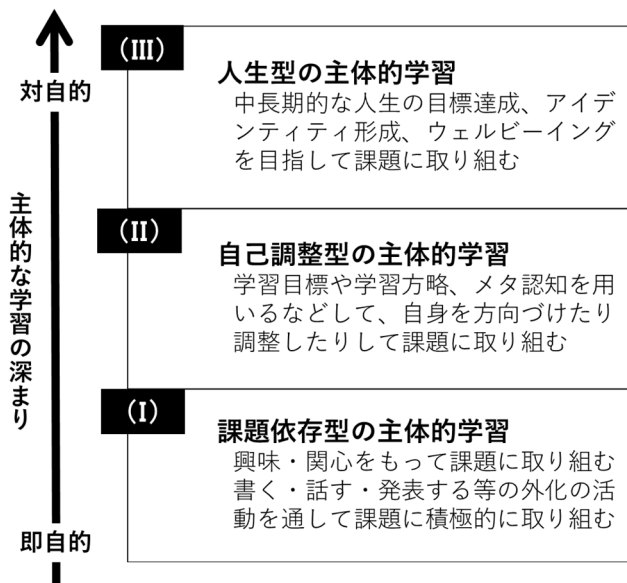 対自的
主体的な学習の深まり
即自的
(III)
人生型の主体的学習
中長期的な人生の目標達成、アイデ
ンティティ形成、ウェルビーイング
を目指して課題に取り組む
(II)
自己調整型の主体的学習
学習目標や学習方略、メタ認知を用
いるなどして、自身を方向づけたり
調整したりして課題に取り組む
(I)
課題依存型の主体的学習
興味・関心をもって課題に取り組む
書く・話す・発表する等の外化の活
動を通して課題に積極的に取り組む